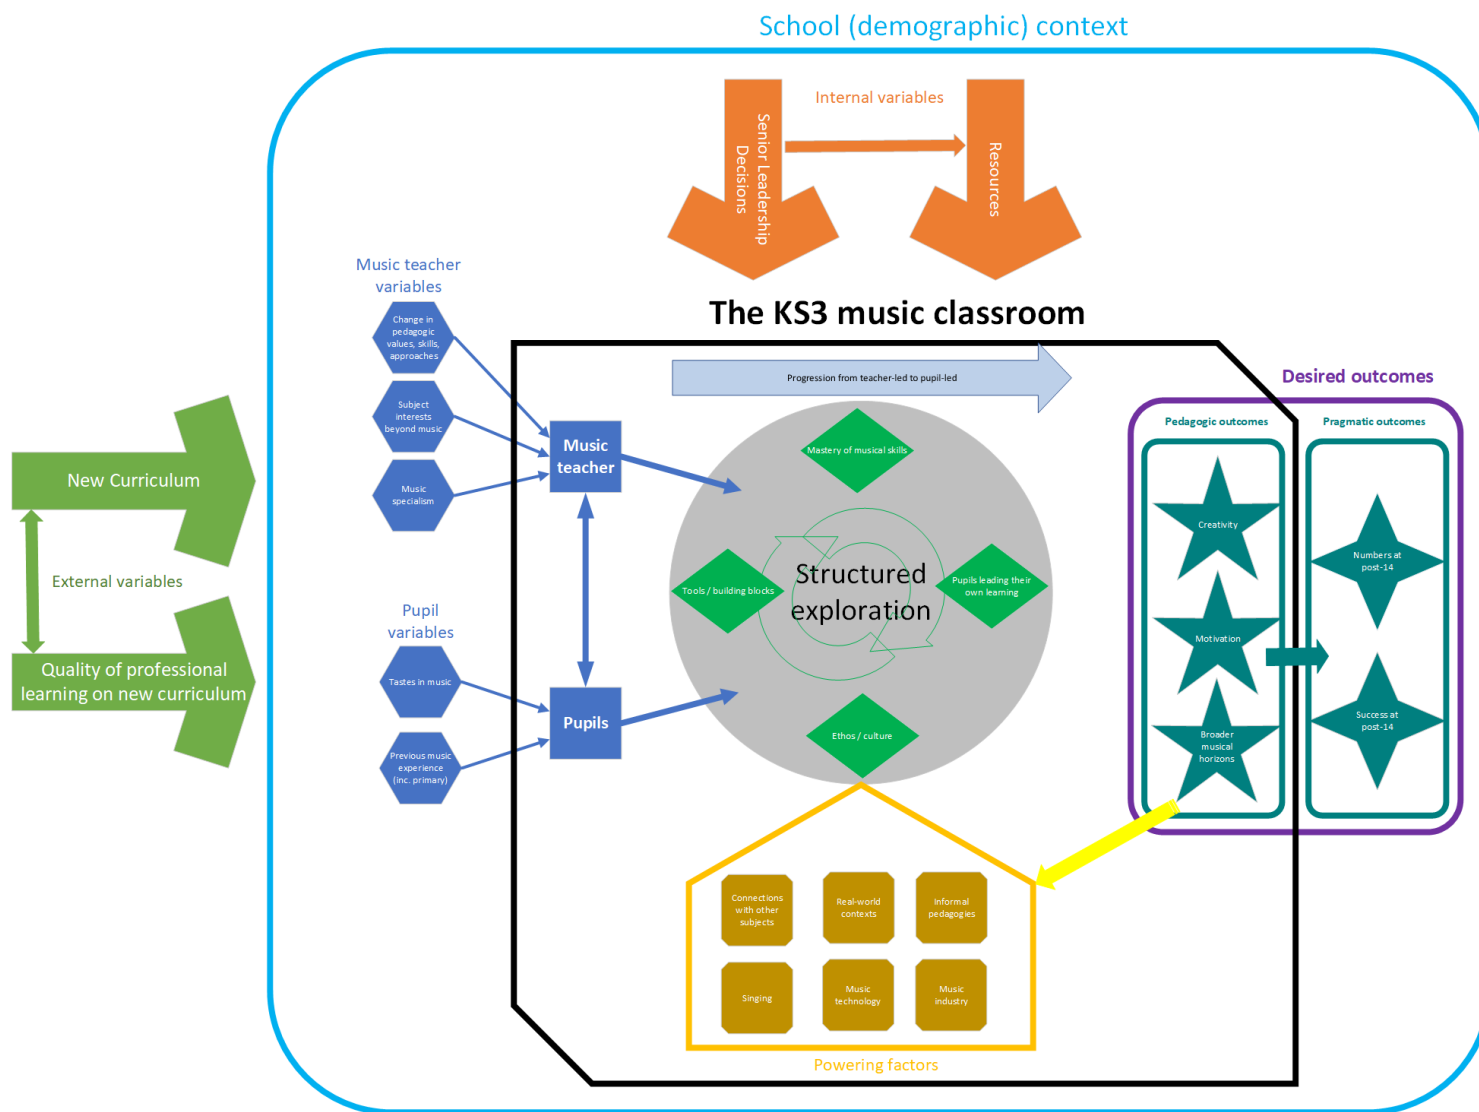 School (demographic) context
Internal variables
Senior Leadership
Decisions
Resources
Music teacher
variables
Change in
pedagogic
values, skills,
approaches
Subject
interests
beyond music
Music
specialism
The KS3 music classroom
Progression from teacher-led to pupil-led
Music
teacher
Mastery of musical skills
Tools / building blocks
Structured
exploration
Pupils leading their
own learning
Ethos / culture
New Curriculum
External variables
Quality of professional
learning on new curriculum
Pupil
variables
Tastes in music
Previous music
experience
(inc. primary)
Pupils
Desired outcomes
Pedagogic outcomes
Creativity
Motivation
Broader
musical
horizons
Pragmatic outcomes
Numbers at
post-14
Success at
post-14
Connections
with other
subjects
Real-world
contexts
Informal
pedagogies
Singing
Music
technology
Music
industry
Powering factors